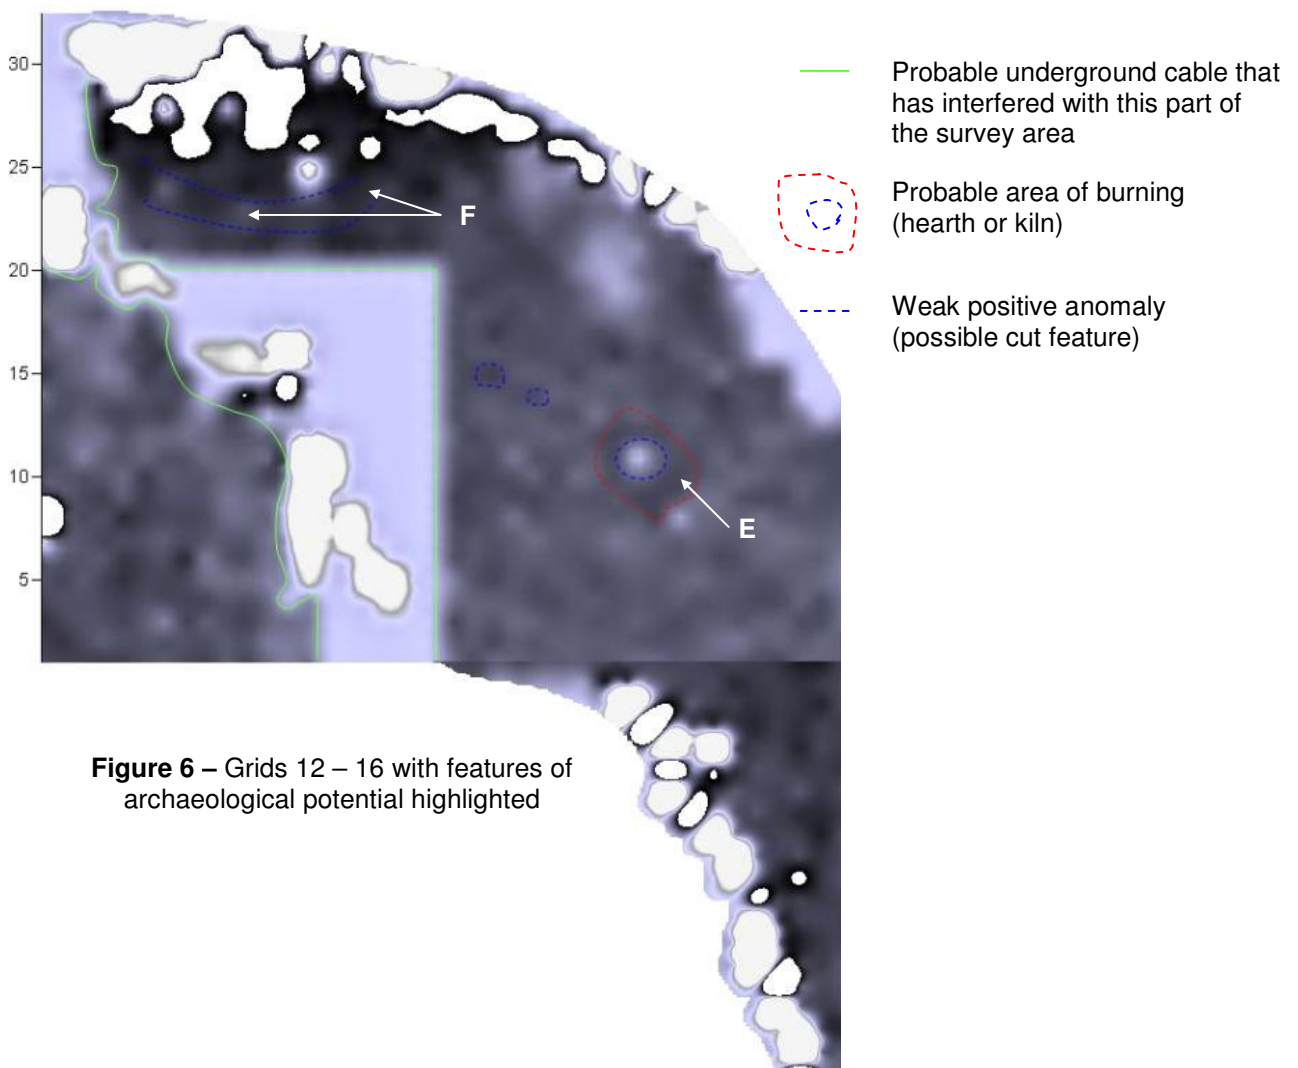 30
25
20
15
10
5
F
E
Probable underground cable that
has interfered with this part of
the survey area
Probable area of burning
(hearth or kiln)
Weak positive anomaly
(possible cut feature)
Figure 6 – Grids 12 – 16 with features of
archaeological potential highlighted